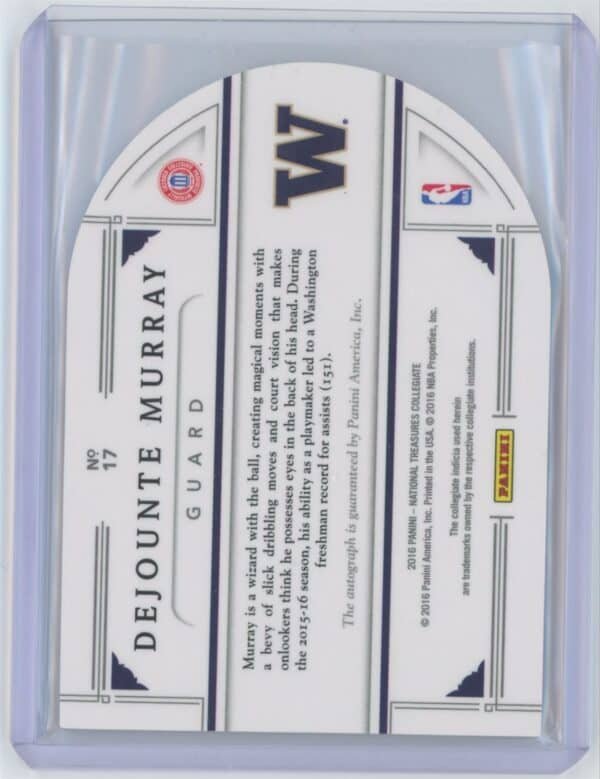 Nº
17
DEJOUNTE MURRAY
GUARD
W
Murray is a wizard with the ball, creating magical moments with
a bevy of slick dribbling moves and court vision that makes
onlookers think he possesses eyes in the back of his head. During
the 2015-16 season, his ability as a playmaker led to a Washington
freshman record for assists (151).
The autograph is guaranteed by Panini America, Inc.
NBA
2016 PANINI – NATIONAL TREASURES COLLEGIATE
© 2016 Panini America, Inc. Printed in the USA. © 2016 NBA Properties, Inc.
The collegiate indicia used herein
are trademarks owned by the respective collegiate institutions.
PANINI